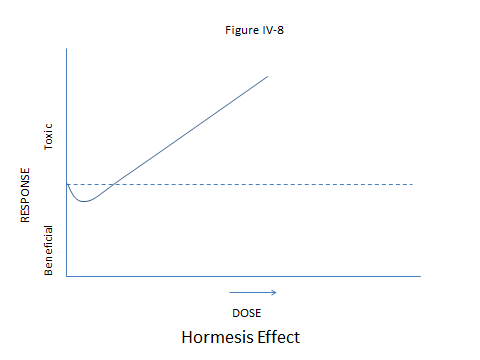 Figure IV-8
Toxic
RESPONSE
Beneficial
DOSE
Hormesis Effect